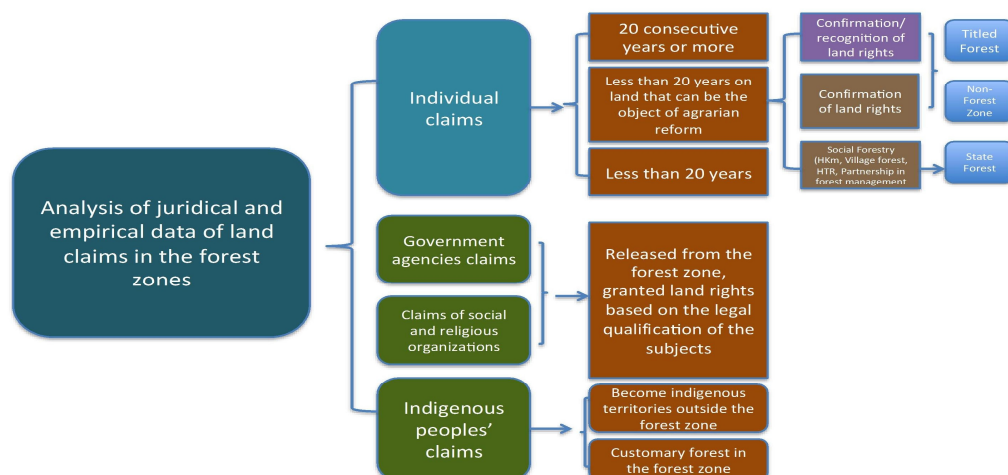 Analysis of juridical and
empirical data of land
claims in the forest
zones
Individual
claims
20 consecutive
years or more
Less than 20 years on
land that can be the
object of agrarian
reform
Less than 20 years
Confirmation/
recognition of
land rights
Confirmation
of land rights
Social Forestry
(HKm, Village forest,
HTR, Partnership in
forest management
Titled
Forest
Non-
Forest
Zone
State
Forest
Government
agencies claims
Claims of social
and religious
organizations
Released from the
forest zone,
granted land rights
based on the legal
qualification of the
subjects
Indigenous
peoples’
claims
Become indigenous
territories outside the
forest zone
Customary forest in
the forest zone